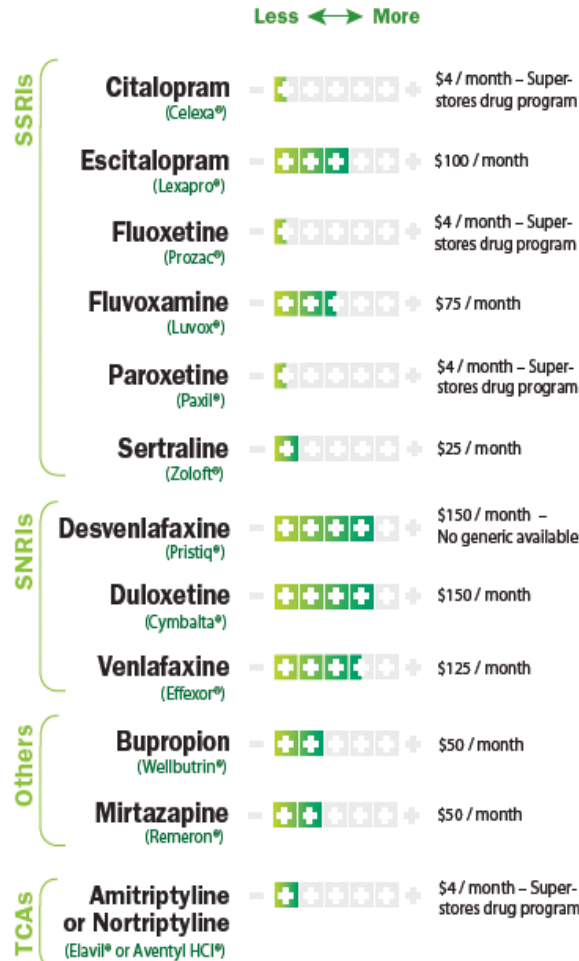 Less More
SSRIs
Citalopram
(Celexa®)
$4 / month – Super-
stores drug program
Escitalopram
(Lexapro®)
$100 / month
Fluoxetine
(Prozac®)
$4 / month – Super-
stores drug program
Fluvoxamine
(Luvox®)
$75 / month
Paroxetine
(Paxil®)
$4 / month – Super-
stores drug program
Sertraline
(Zoloft®)
$25 / month
SNRIs
Desvenlafaxine
(Pristiq®)
$150 / month –
No generic available
Duloxetine
(Cymbalta®)
$150 / month
Venlafaxine
(Effexor®)
$125 / month
Others
Bupropion
(Wellbutrin®)
$50 / month
Mirtazapine
(Remeron®)
$50 / month
TCAs
Amitriptyline
or Nortriptyline
(Elavil® or Aventyl HCl®)
$4 / month – Super-
stores drug program